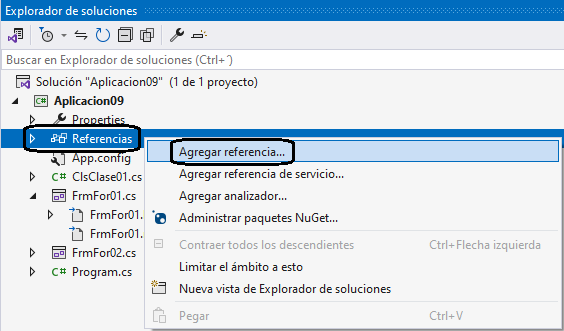 Explorador de soluciones
Buscar en Explorador de soluciones (Ctrl+´)
Solución "Aplicacion09" (1 de 1 proyecto)
C# Aplicacion09
Properties
Referencias
Agregar referencia...
App.config
Agregar referencia de servicio...
C# ClsClase01.cs
Agregar analizador...
FrmFor01.cs
Administrar paquetes NuGet...
FrmFor01.
FrmFor01.
Contraer todos los descendientes Ctrl+Flecha izquierda
FrmFor02.cs
Limitar el ámbito a esto
C# Program.cs
Nueva vista de Explorador de soluciones
Pegar Ctrl+V